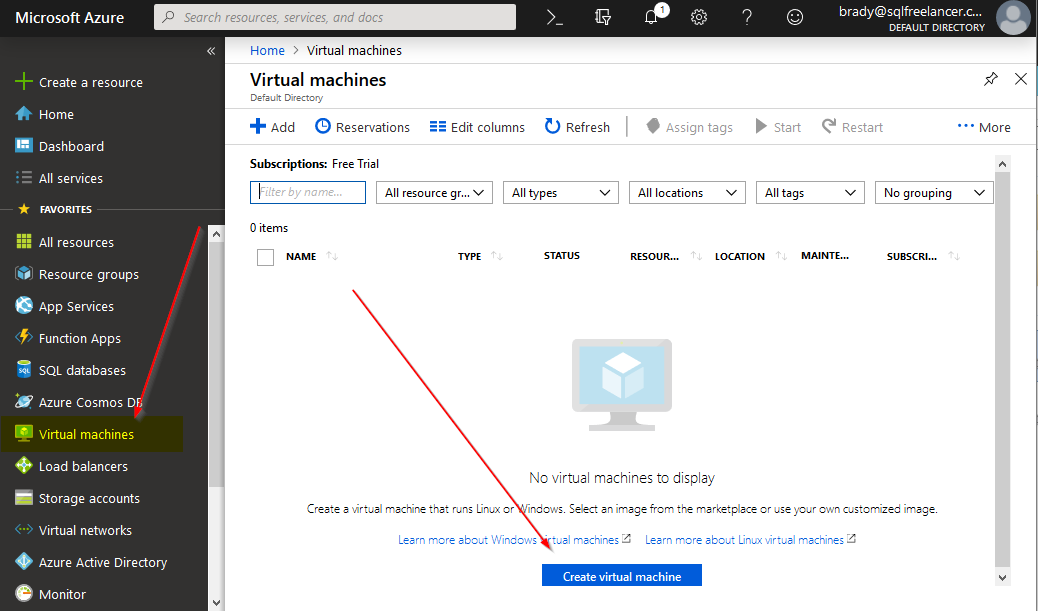 Microsoft Azure
Search resources, services, and docs
1
brady@sqlfreelancer.c...
DEFAULT DIRECTORY
«
Create a resource
Home
Dashboard
All services
FAVORITES
All resources
Resource groups
App Services
Function Apps
SQL databases
Azure Cosmos DB
Virtual machines
Load balancers
Storage accounts
Virtual networks
Azure Active Directory
Monitor
Home > Virtual machines
Virtual machines
Default Directory
Add Reservations Edit columns Refresh Assign tags Start Restart ... More
Subscriptions: Free Trial
Filter by name... All resource gr... All types All locations All tags No grouping
0 items
NAME TYPE STATUS RESOUR... LOCATION MAINTE... SUBSCRI...
No virtual machines to display
Create a virtual machine that runs Linux or Windows. Select an image from the marketplace or use your own customized image.
Learn more about Windows virtual machines Learn more about Linux virtual machines
Create virtual machine